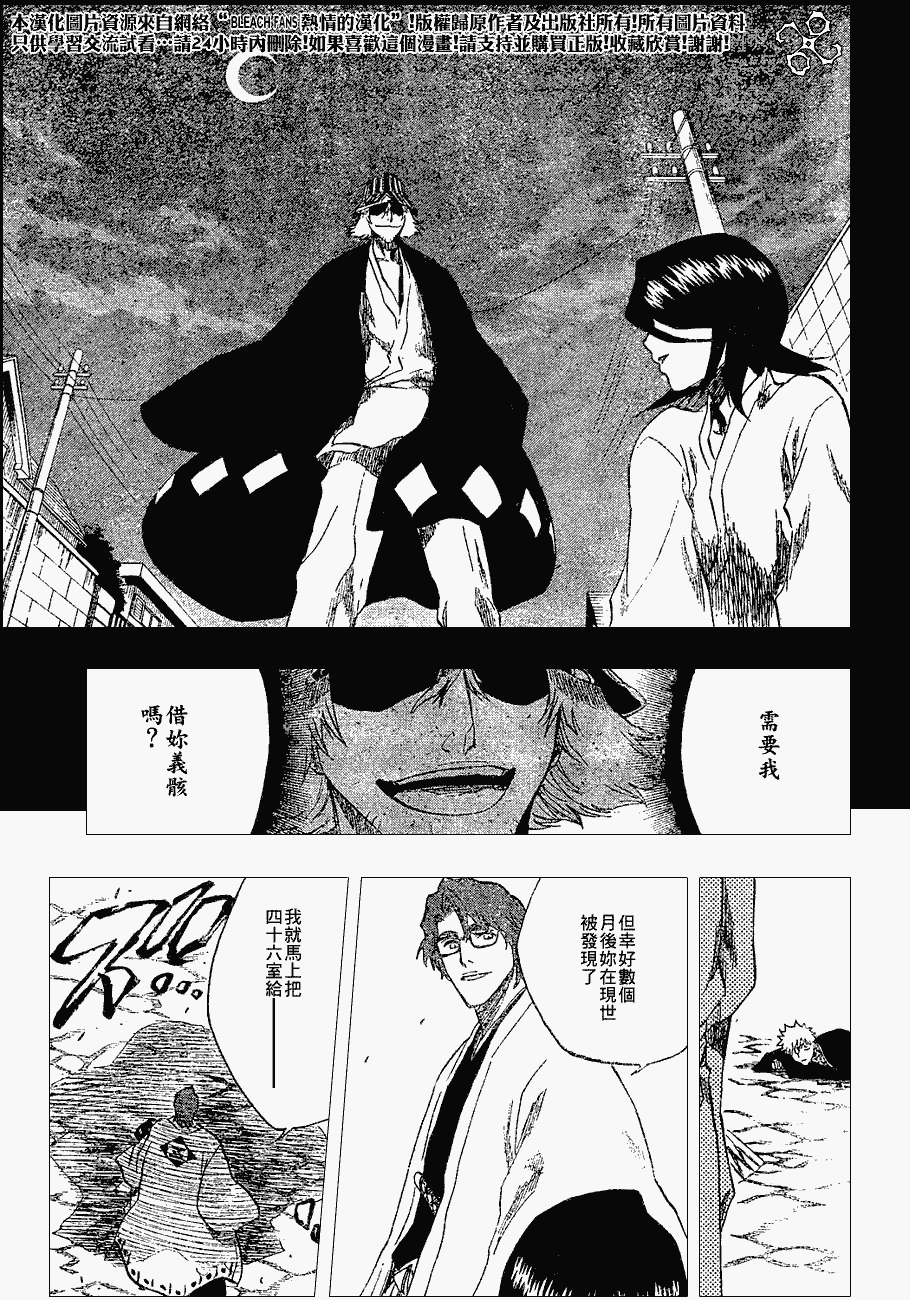 本漢化圖片資源來自網絡“BLEACH FANS 熱情的漢化”!版權歸原作者及出版社所有!所有圖片資料
只供學習交流試看…請24小時內刪除!如果喜歡這個漫畫!請支持並購買正版!收藏欣賞!謝謝!
需要我
借妳義骸
嗎？
但幸好數個
月後妳在現世
被發現了
我就馬上把
四十六室給——